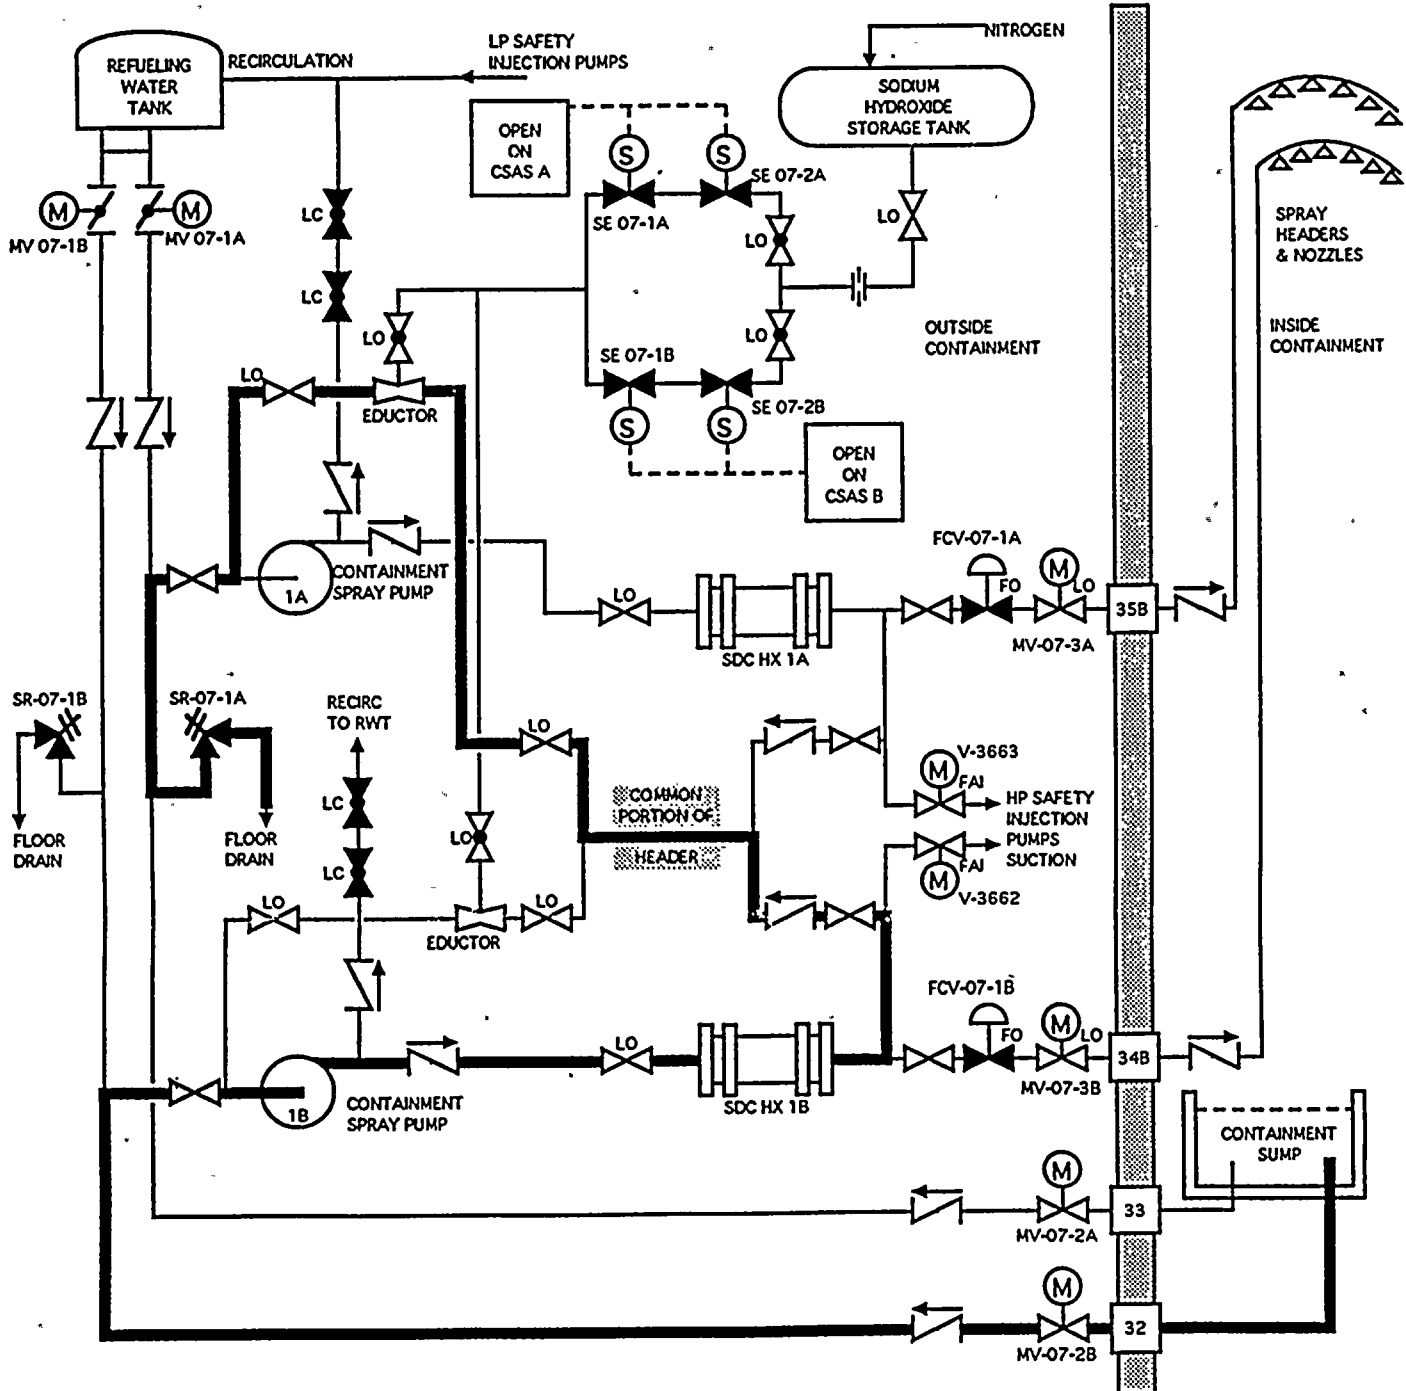 NITROGEN
LP SAFETY
INJECTION PUMPS
RECIRCULATION
REFUELING
WATER
TANK
SODIUM
HYDROXIDE
STORAGE TANK
OPEN
ON
CSAS A
S
S
SE 07-2A
SE 07-1A
M
M
MV 07-1B
MV 07-1A
LC
LC
LO
LO
LO
SPRAY
HEADERS
& NOZZLES
OUTSIDE
CONTAINMENT
INSIDE
CONTAINMENT
LO
LO
SE 07-1B
SE 07-2B
EDUCTOR
S
S
OPEN
ON
CSAS B
CONTAINMENT
SPRAY PUMP
1A
LO
SDC HX 1A
FCV-07-1A
FO
M
LO
MV-07-3A
35B
SR-07-1B
SR-07-1A
FLOOR
DRAIN
FLOOR
DRAIN
RECIRC
TO RWT
LC
LC
LO
LO
COMMON
PORTION OF
HEADER
M
V-3663
FAI
HP SAFETY
INJECTION
PUMPS
SUCTION
FAI
M
V-3662
LO
EDUCTOR
LO
FCV-07-1B
FO
M
LO
MV-07-3B
34B
1B
CONTAINMENT
SPRAY PUMP
LO
SDC HX 1B
CONTAINMENT
SUMP
M
MV-07-2A
33
M
MV-07-2B
32